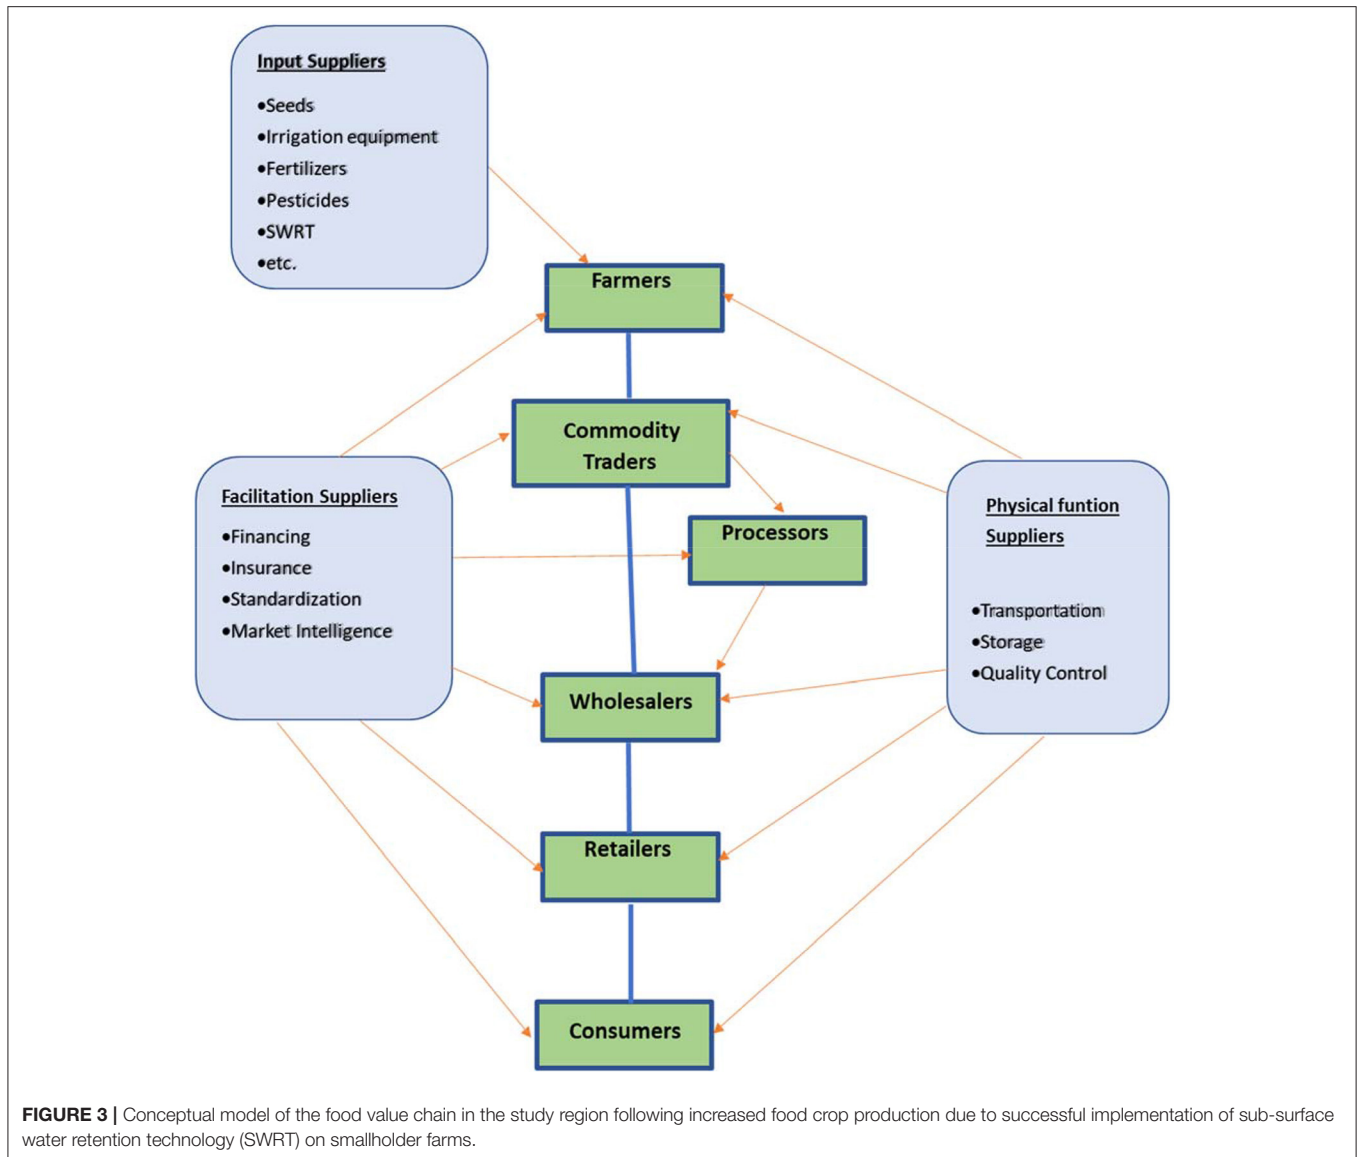 Input Suppliers
•Seeds
•Irrigation equipment
•Fertilizers
•Pesticides
•SWRT
•etc.
Farmers
Commodity
Traders
Facilitation Suppliers
•Financing
•Insurance
•Standardization
•Market Intelligence
Processors
Physical funtion
Suppliers
•Transportation
•Storage
•Quality Control
Wholesalers
Retailers
Consumers
FIGURE 3 | Conceptual model of the food value chain in the study region following increased food crop production due to successful implementation of sub-surface
water retention technology (SWRT) on smallholder farms.